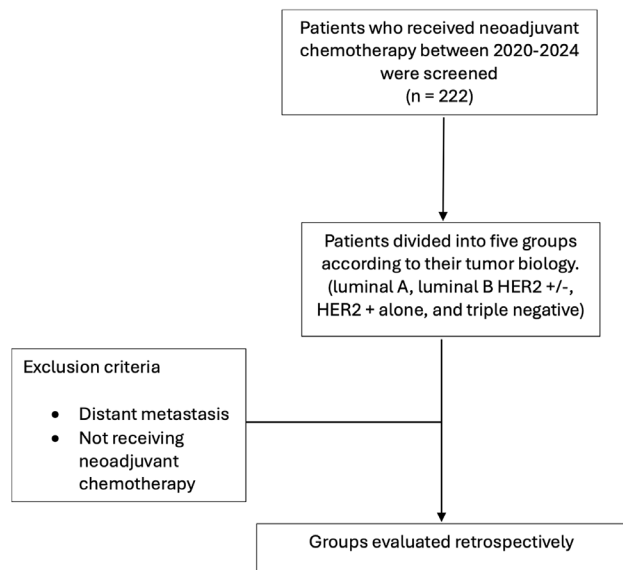 Patients who received neoadjuvant
chemotherapy between 2020-2024
were screened
(n = 222)
Patients divided into five groups
according to their tumor biology.
(luminal A, luminal B HER2 +/-,
HER2 + alone, and triple negative)
Exclusion criteria
• Distant metastasis
• Not receiving
neoadjuvant
chemotherapy
Groups evaluated retrospectively